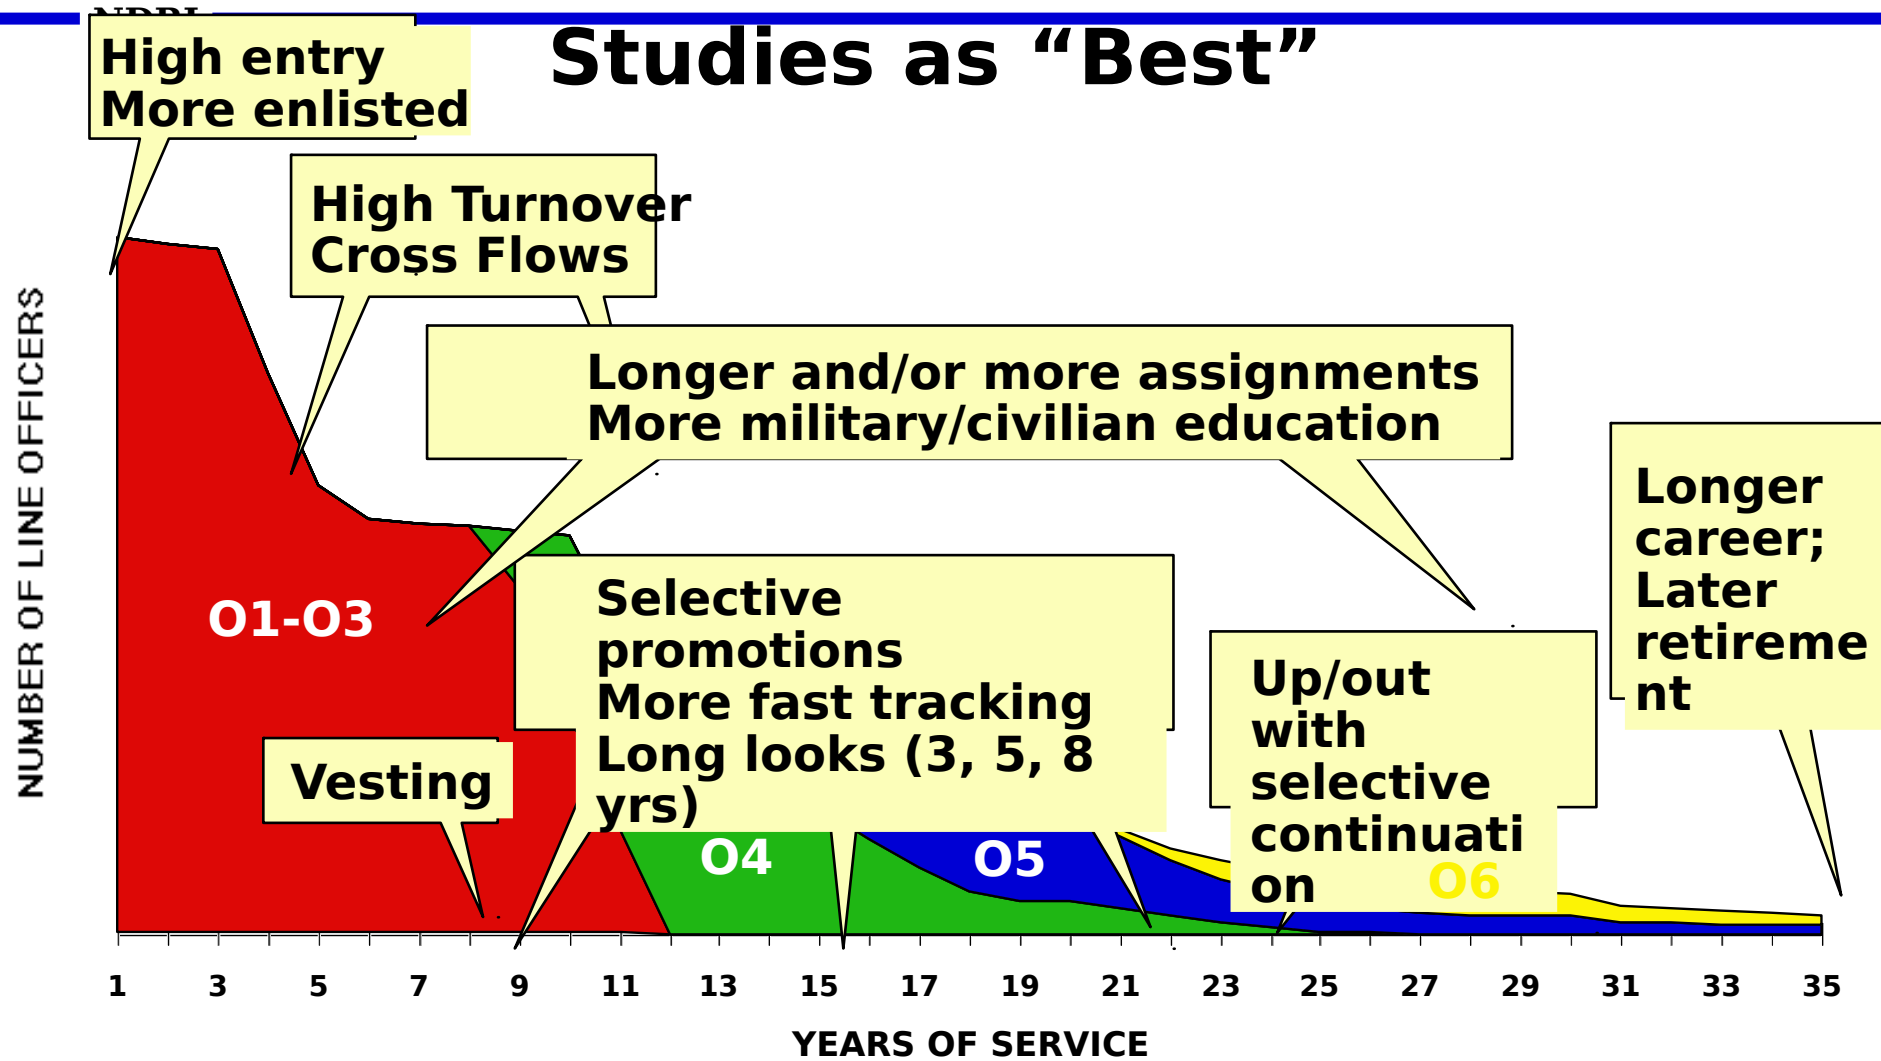 Studies as “Best”
High entry
More enlisted
High Turnover
Cross Flows
Longer and/or more assignments
More military/civilian education
Longer
career;
Later
retireme
nt
Selective
promotions
More fast tracking
Long looks (3, 5, 8
yrs)
Up/out
with
selective
continuati
on
Vesting
O1-O3
O4
O5
O6
NUMBER OF LINE OFFICERS
1 3 5 7 9 11 13 15 17 19 21 23 25 27 29 31 33 35
YEARS OF SERVICE